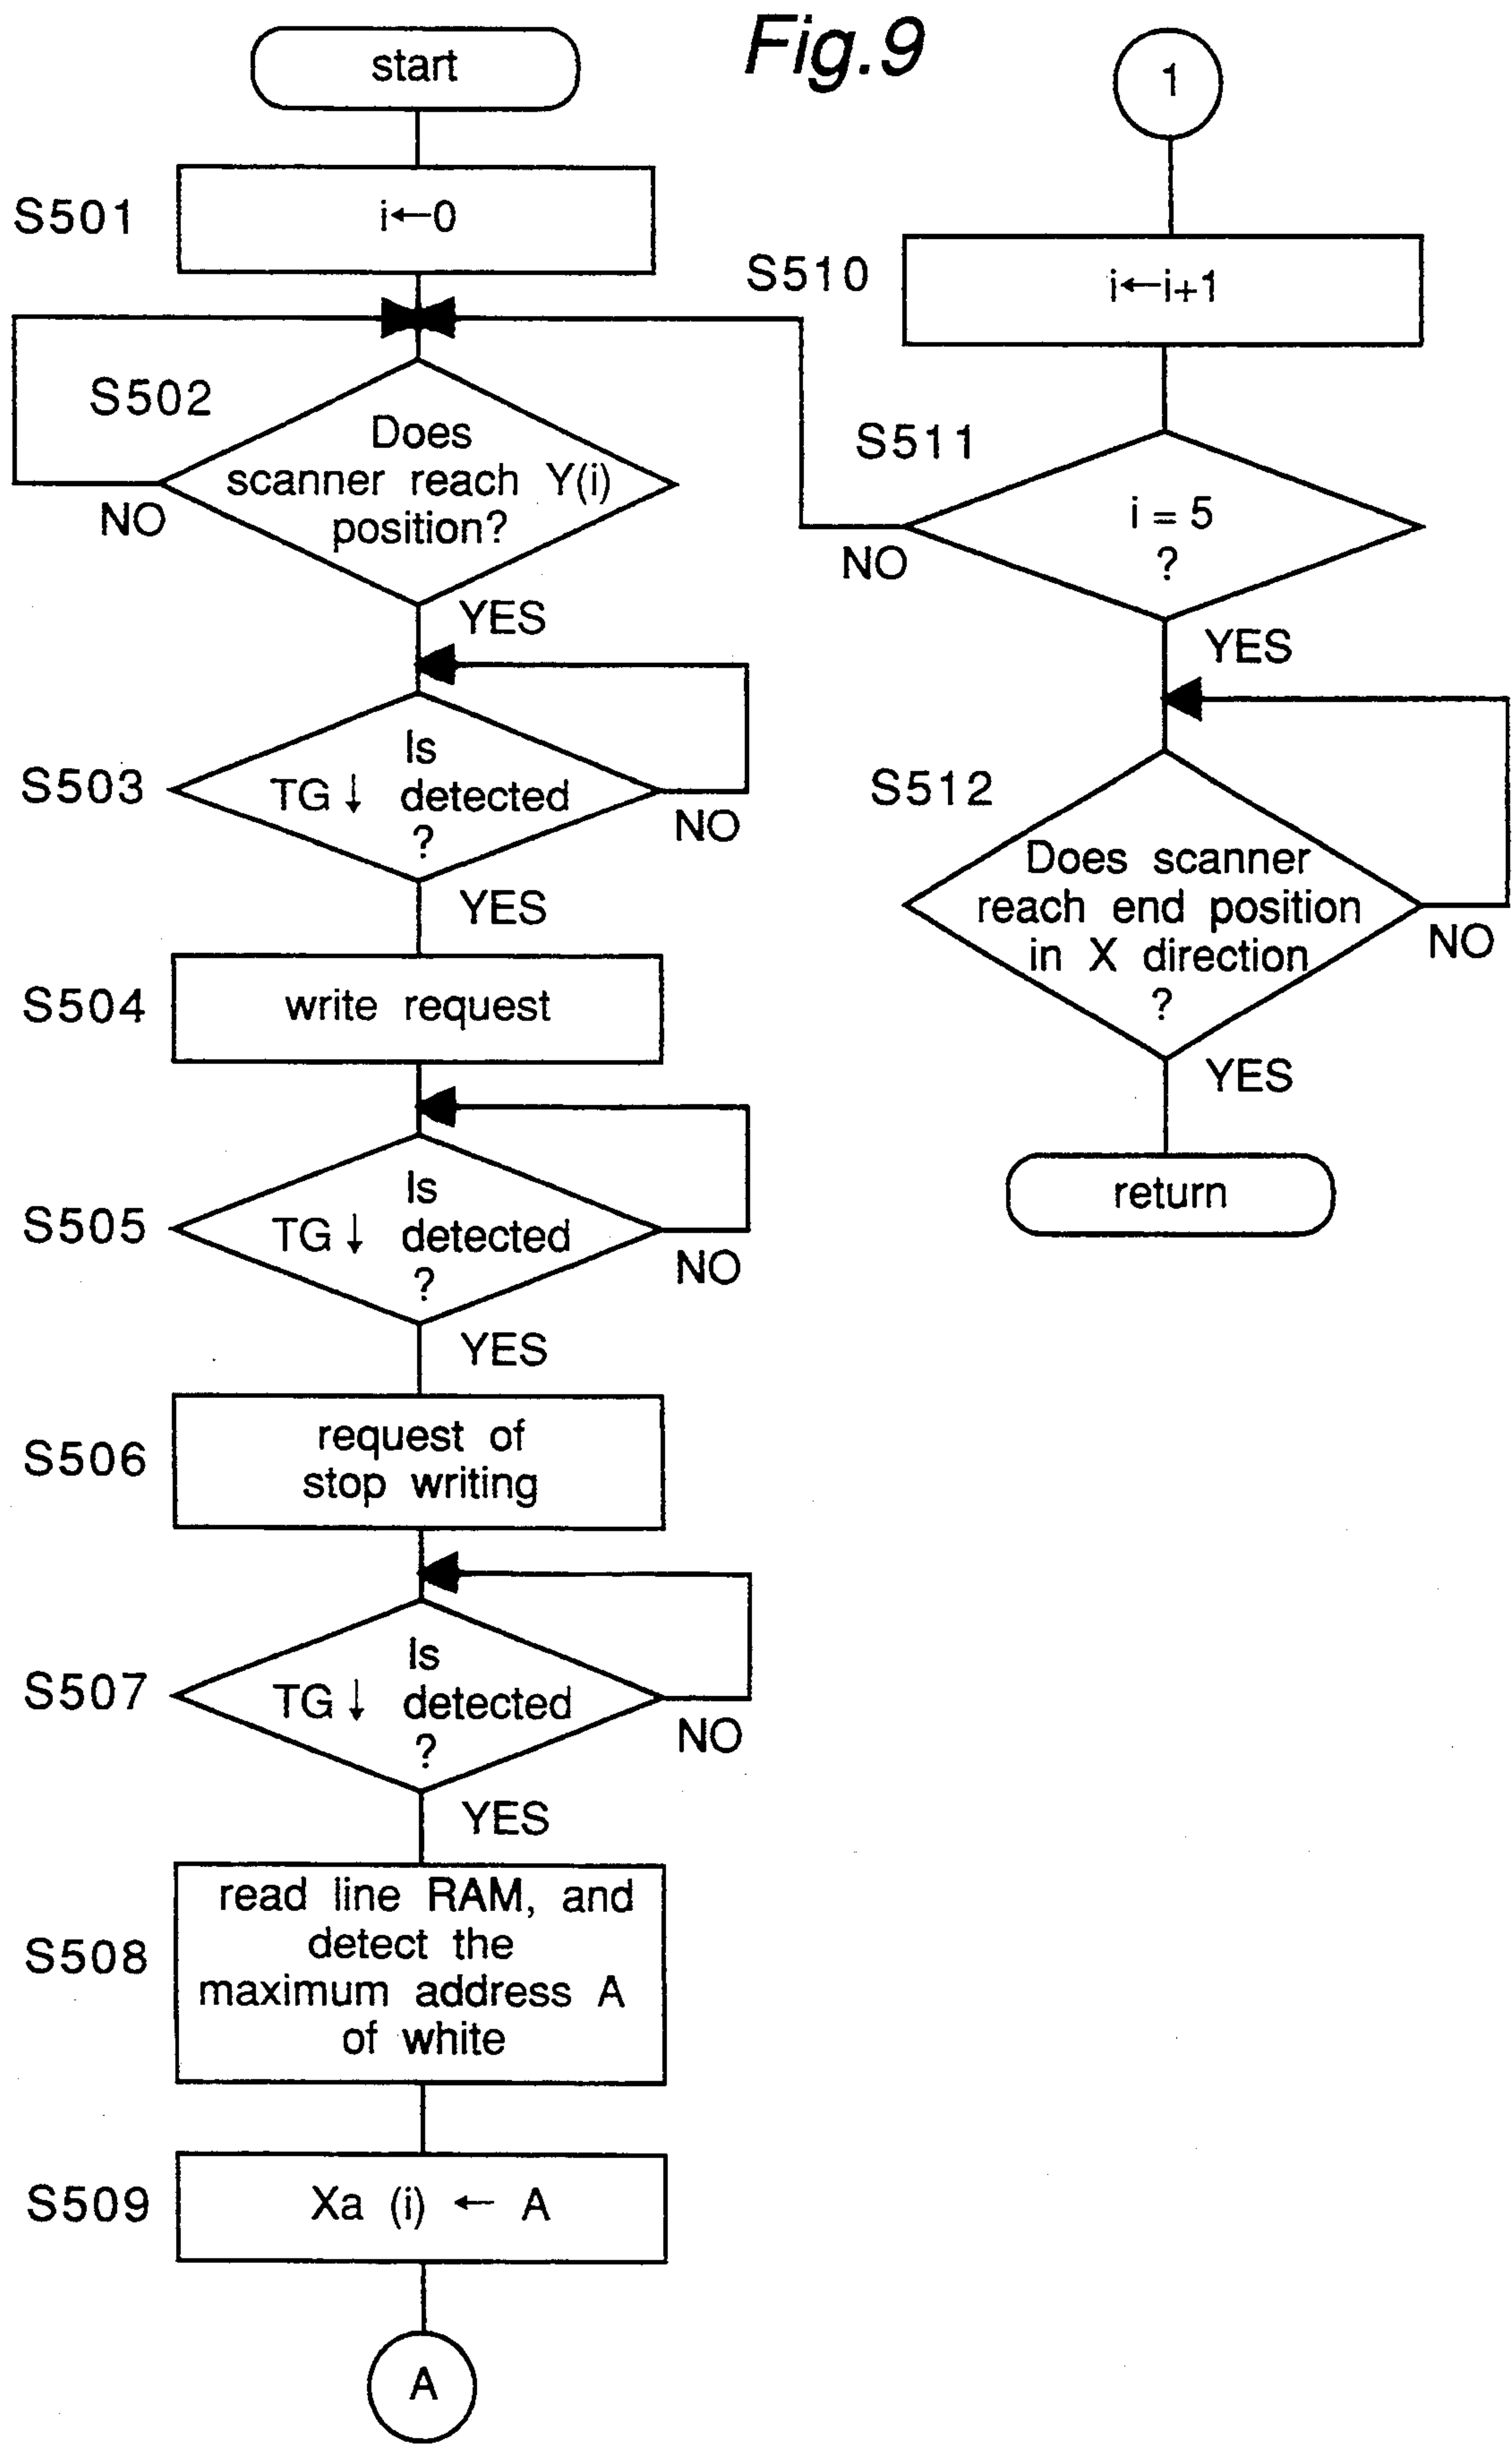 Fig.9
start
S501
i←0
S502
Does
scanner reach Y(i)
position?
NO
YES
S503
Is
TG↓ detected
?
NO
YES
S504
write request
S505
Is
TG↓ detected
?
NO
YES
S506
request of
stop writing
S507
Is
TG↓ detected
?
NO
YES
S508
read line RAM, and
detect the
maximum address A
of white
S509
Xa (i) ← A
A
1
S510
i←i+1
S511
i = 5
?
NO
YES
S512
Does scanner
reach end position
in X direction
?
NO
YES
return